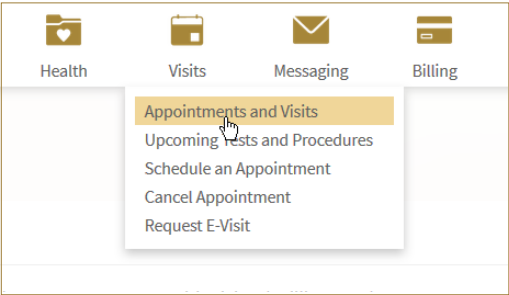 Health Visits Messaging Billing
Appointments and Visits
Upcoming Tests and Procedures
Schedule an Appointment
Cancel Appointment
Request E-Visit